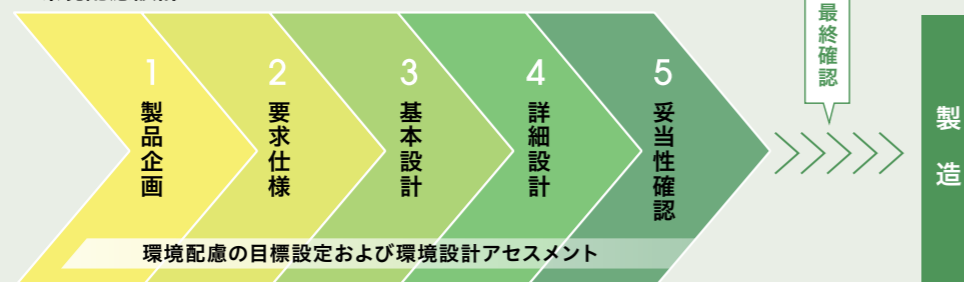 1
製品企画
2
要求仕様
3
基本設計
4
詳細設計
5
妥当性確認
環境配慮の目標設定および環境設計アセスメント
最終確認
製造